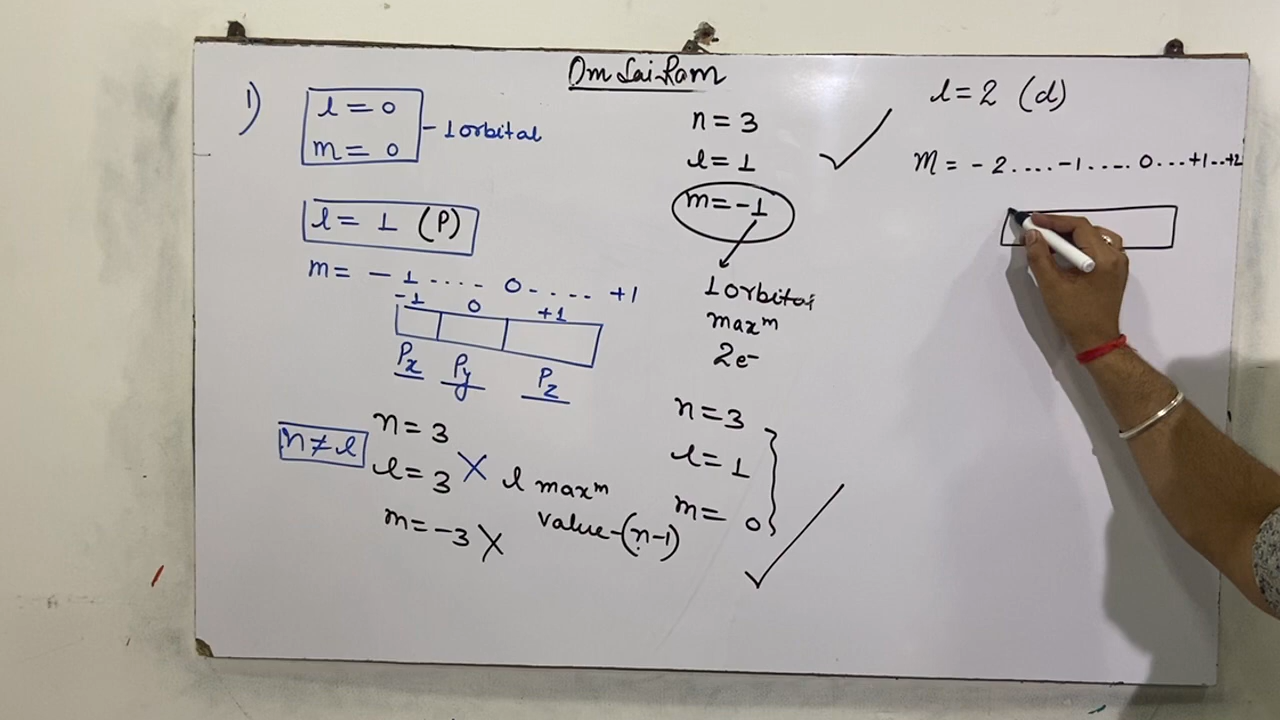 Om Sai Ram
1)
l = 0
m = 0
- 1 orbital
l = 1 (P)
m = - 1 .... 0 - ... +1
-1 0 +1
Px Py Pz
n ≠ l
n = 3
l = 3 X
m = -3 X
l maxm
value - (n-1)
n = 3
l = 1
m = -1
1 orbital
maxm
2e-
n = 3
l = 1
m = 0
l = 2 (d)
m = - 2 .... -1 ..... 0 ... +1 .. +2